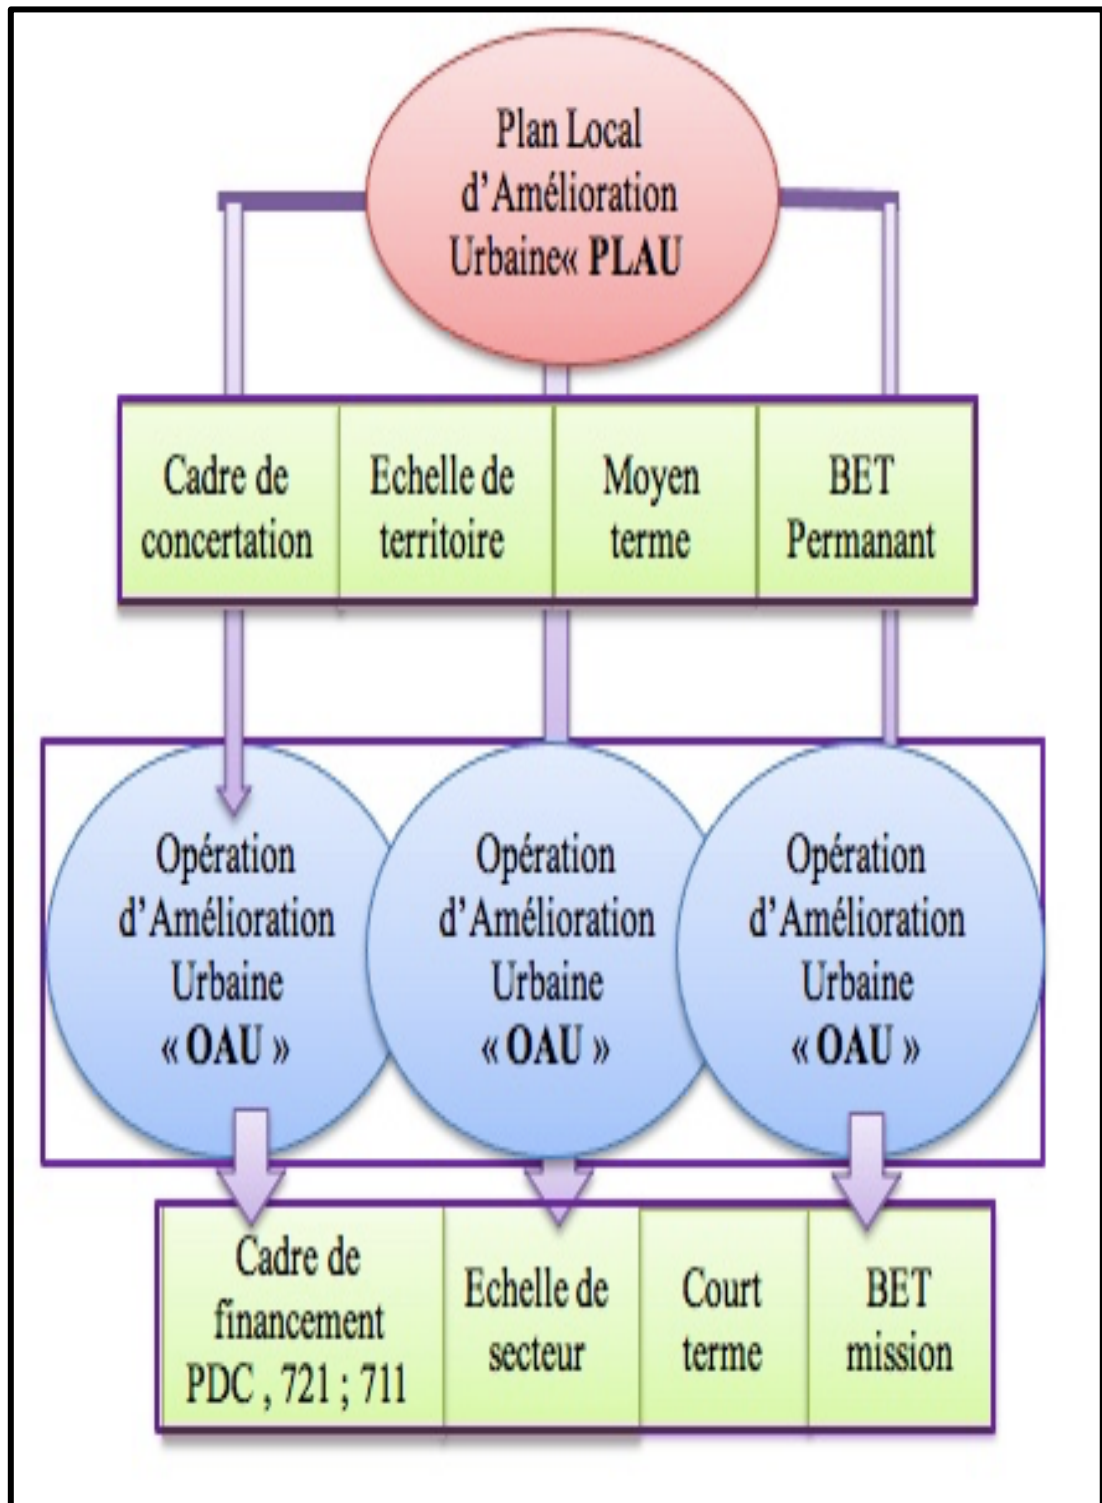 Plan Local
d'Amélioration
Urbaine« PLAU
Cadre de
concertation
Echelle de
territoire
Moyen
terme
BET
Permanant
Opération
d'Amélioration
Urbaine
« OAU »
Opération
d'Amélioration
Urbaine
« OAU »
Opération
d'Amélioration
Urbaine
« OAU »
Cadre de
financement
PDC , 721 ; 711
Echelle de
secteur
Court
terme
BET
mission